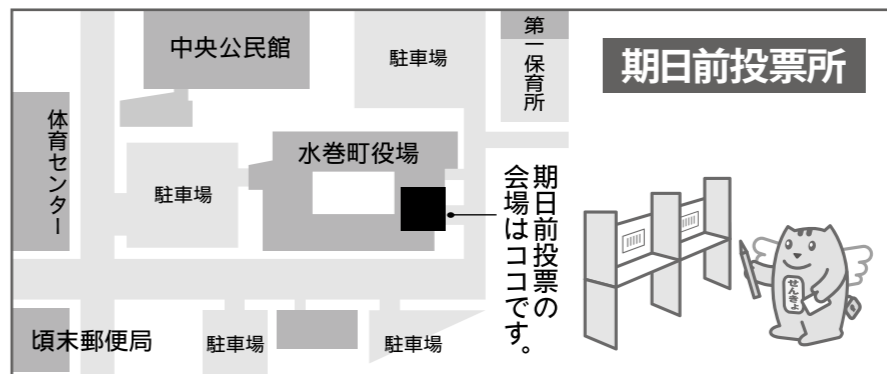 期日前投票所
中央公民館
駐車場
第一保育所
体育センター
水巻町役場
駐車場
期日前投票の
会場はココです。
頃末郵便局
駐車場
駐車場
せんきょ